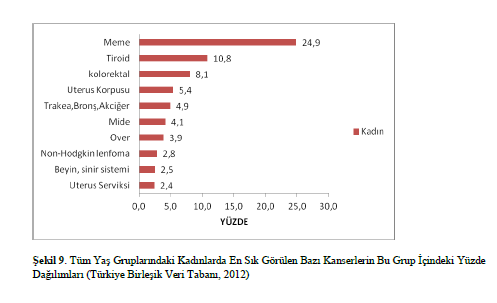 Meme 24,9
Tiroid 10,8
kolorektal 8,1
Uterus Korpusu 5,4
Trakea,Bronş,Akciğer 4,9
Mide 4,1
Over 3,9
Kadın
Non-Hodgkin lenfoma 2,8
Beyin, sinir sistemi 2,5
Uterus Serviksi 2,4
0,0 5,0 10,0 15,0 20,0 25,0 30,0
YÜZDE
Şekil 9. Tüm Yaş Gruplarındaki Kadınlarda En Sık Görülen Bazı Kanserlerin Bu Grup İçindeki Yüzde
Dağılımları (Türkiye Birleşik Veri Tabanı, 2012)